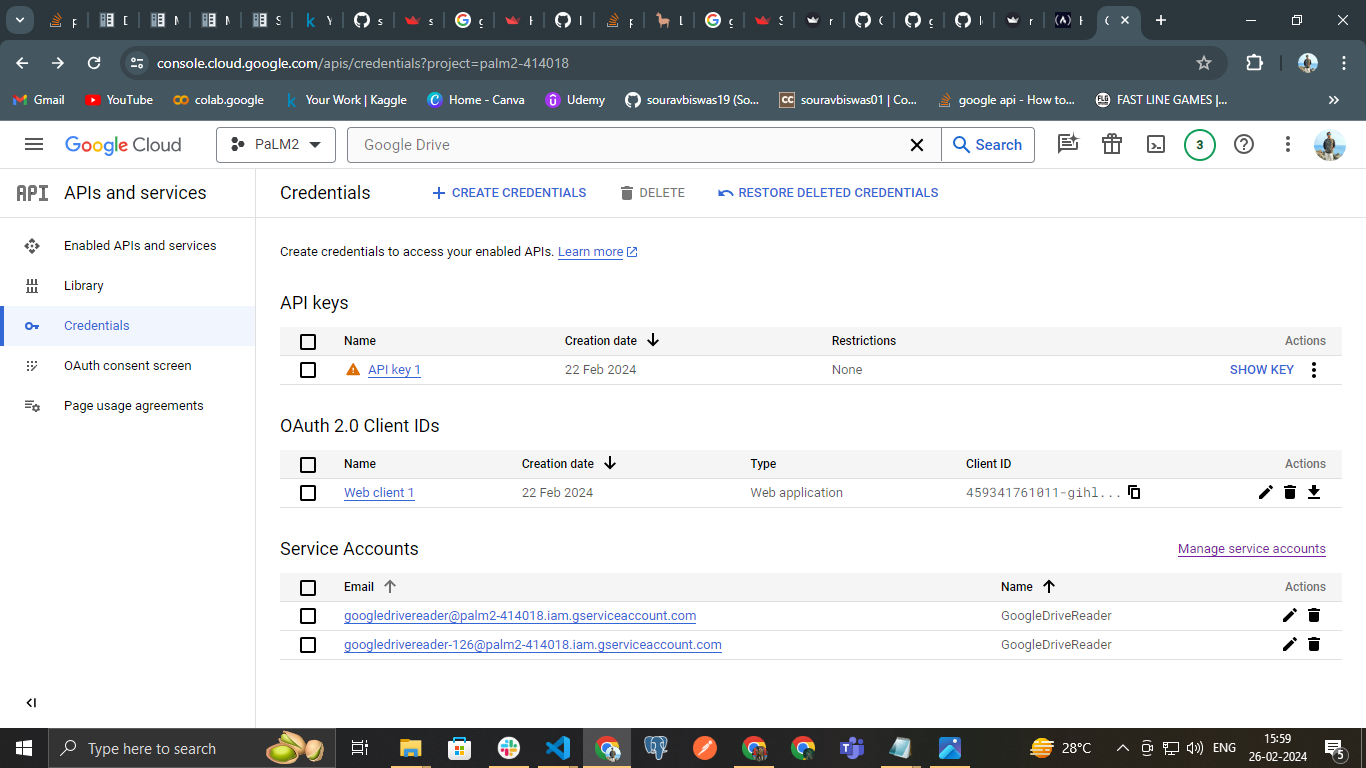 console.cloud.google.com/apis/credentials?project=palm2-414018
Gmail YouTube colab.google Your Work | Kaggle Home - Canva Udemy souravbiswas19 (So... souravbiswas01 | Co... google api - How to... FAST LINE GAMES |...
Google Cloud PaLM2 Google Drive Search 3
API APIs and services
Credentials CREATE CREDENTIALS DELETE RESTORE DELETED CREDENTIALS
Enabled APIs and services
Library
Credentials
OAuth consent screen
Page usage agreements
Create credentials to access your enabled APIs. Learn more
API keys
Name Creation date Restrictions Actions
API key 1 22 Feb 2024 None SHOW KEY
OAuth 2.0 Client IDs
Name Creation date Type Client ID Actions
Web client 1 22 Feb 2024 Web application 459341761011-gihl...
Service Accounts Manage service accounts
Email Name Actions
googledrivereader@palm2-414018.iam.gserviceaccount.com GoogleDriveReader
googledrivereader-126@palm2-414018.iam.gserviceaccount.com GoogleDriveReader
Type here to search
28°C ENG 15:59
26-02-2024 5